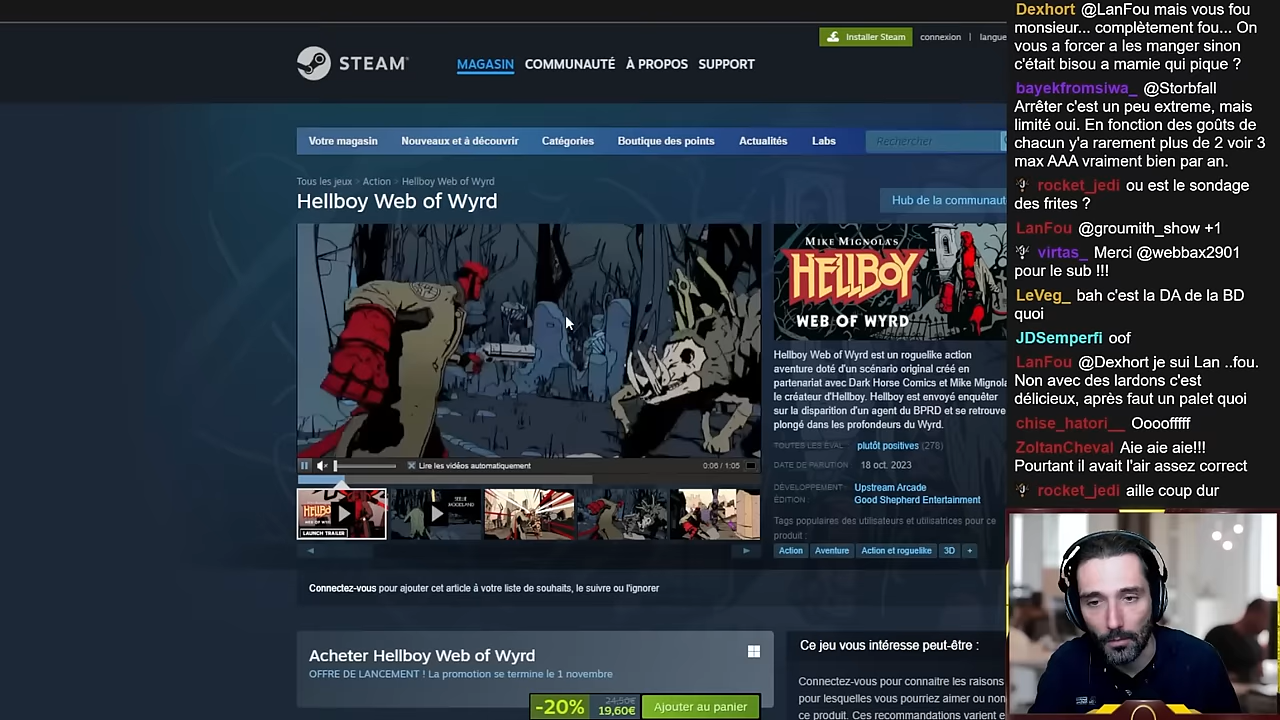 Installer Steam
connexion | langue
STEAM®
MAGASIN COMMUNAUTÉ À PROPOS SUPPORT
Votre magasin Nouveaux et à découvrir Catégories Boutique des points Actualités Labs Rechercher
Tous les jeux > Action > Hellboy Web of Wyrd
Hellboy Web of Wyrd
Hub de la communaut
Lire les vidéos automatiquement
0:06 / 1:05
HELLBOY
LAUNCH TRAILER
MIKE MIGNOLA'S
HELLBOY
WEB OF WYRD
Hellboy Web of Wyrd est un roguelike action
aventure doté d'un scénario original créé en
partenariat avec Dark Horse Comics et Mike Mignola
le créateur d'Hellboy. Hellboy est envoyé enquêter
sur la disparition d'un agent du BPRD et se retrouve
plongé dans les profondeurs du Wyrd.
TOUTES LES ÉVAL. plutôt positives (278)
DATE DE PARUTION 18 oct. 2023
DÉVELOPPEMENT Upstream Arcade
ÉDITION : Good Shepherd Entertainment
Tags populaires des utilisateurs et utilisatrices pour ce
produit :
Action Aventure Action et roguelike 3D +
Connectez-vous pour ajouter cet article à votre liste de souhaits, le suivre ou l'ignorer
Acheter Hellboy Web of Wyrd
OFFRE DE LANCEMENT ! La promotion se termine le 1 novembre
-20% 24,50€ 19,60€ Ajouter au panier
Ce jeu vous intéresse peut-être :
Connectez-vous pour connaitre les raisons
pour lesquelles vous pourriez aimer ou non
ce produit. Ces recommandations varient e
Dexhort @LanFou mais vous fou
monsieur... complètement fou... On
vous a forcer a les manger sinon
c'était bisou a mamie qui pique ?
bayekfromsiwa_ @Storbfall
Arrêter c'est un peu extreme, mais
limité oui. En fonction des goûts de
chacun y'a rarement plus de 2 voir 3
max AAA vraiment bien par an.
rocket_jedi ou est le sondage
des frites ?
LanFou @groumith_show +1
virtas_ Merci @webbax2901
pour le sub !!!
LeVeg_ bah c'est la DA de la BD
quoi
JDSemperfi oof
LanFou @Dexhort je sui Lan ..fou.
Non avec des lardons c'est
délicieux, après faut un palet quoi
chise_hatori__ Ooooffff
ZoltanCheval Aie aie aie!!!
Pourtant il avait l'air assez correct
rocket_jedi aille coup dur